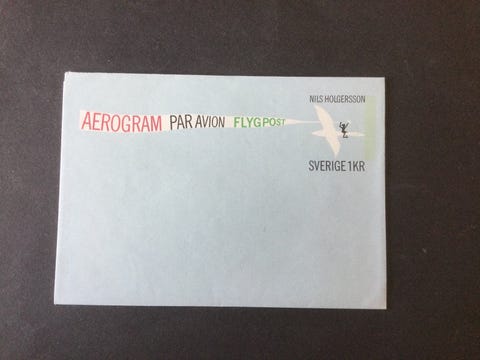 NILS HOLGERSSON
AEROGRAM PAR AVION FLYGPOST
SVERIGE 1KR